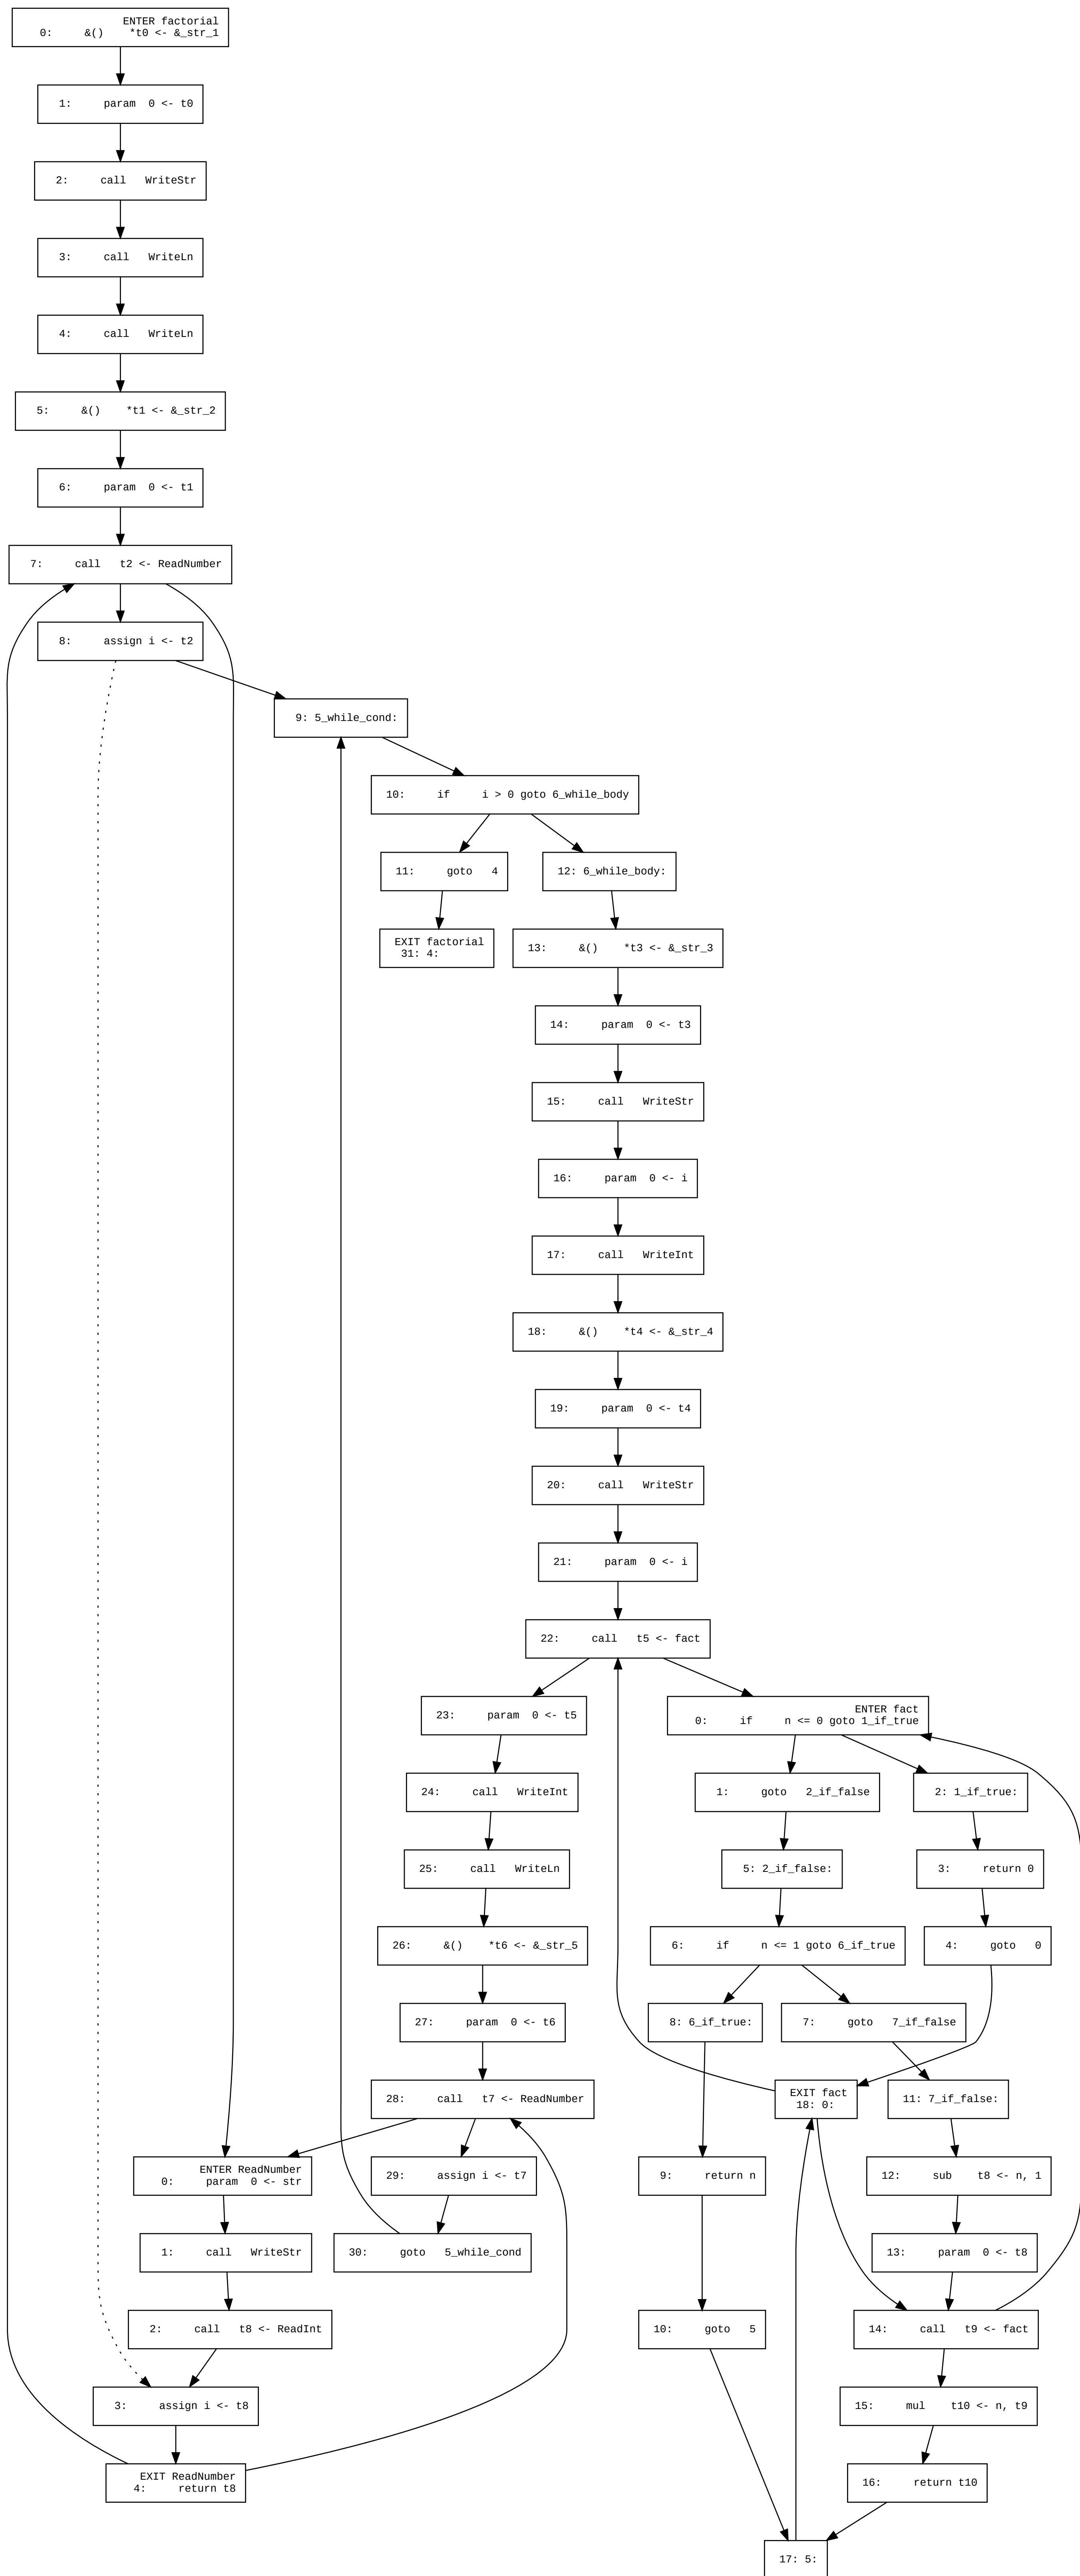 ENTER factorial
0: &() *t0 <- &_str_1
1: param 0 <- t0
2: call WriteStr
3: call WriteLn
4: call WriteLn
5: &() *t1 <- &_str_2
6: param 0 <- t1
7: call t2 <- ReadNumber
8: assign i <- t2
9: 5_while_cond:
10: if i > 0 goto 6_while_body
11: goto 4
12: 6_while_body:
EXIT factorial
31: 4:
13: &() *t3 <- &_str_3
14: param 0 <- t3
15: call WriteStr
16: param 0 <- i
17: call WriteInt
18: &() *t4 <- &_str_4
19: param 0 <- t4
20: call WriteStr
21: param 0 <- i
22: call t5 <- fact
23: param 0 <- t5
ENTER fact
0: if n <= 0 goto 1_if_true
24: call WriteInt
1: goto 2_if_false
2: 1_if_true:
25: call WriteLn
5: 2_if_false:
3: return 0
26: &() *t6 <- &_str_5
6: if n <= 1 goto 6_if_true
4: goto 0
27: param 0 <- t6
8: 6_if_true:
7: goto 7_if_false
28: call t7 <- ReadNumber
EXIT fact
18: 0:
11: 7_if_false:
ENTER ReadNumber
0: param 0 <- str
29: assign i <- t7
9: return n
12: sub t8 <- n, 1
1: call WriteStr
30: goto 5_while_cond
13: param 0 <- t8
2: call t8 <- ReadInt
10: goto 5
14: call t9 <- fact
3: assign i <- t8
15: mul t10 <- n, t9
EXIT ReadNumber
4: return t8
16: return t10
17: 5: